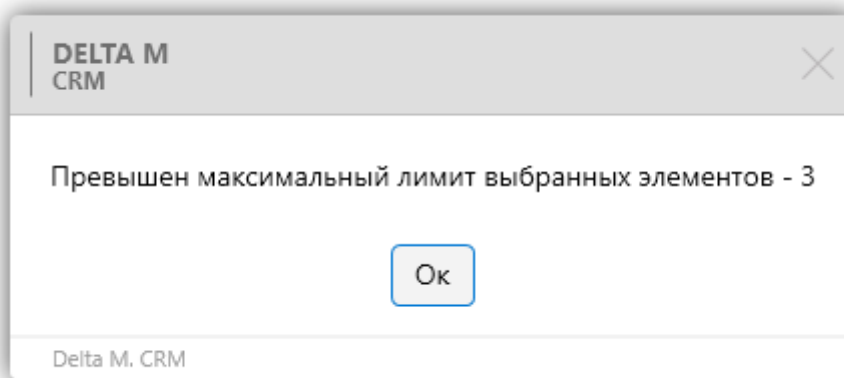 DELTA M
CRM
Превышен максимальный лимит выбранных элементов - 3
Ок
Delta M. CRM